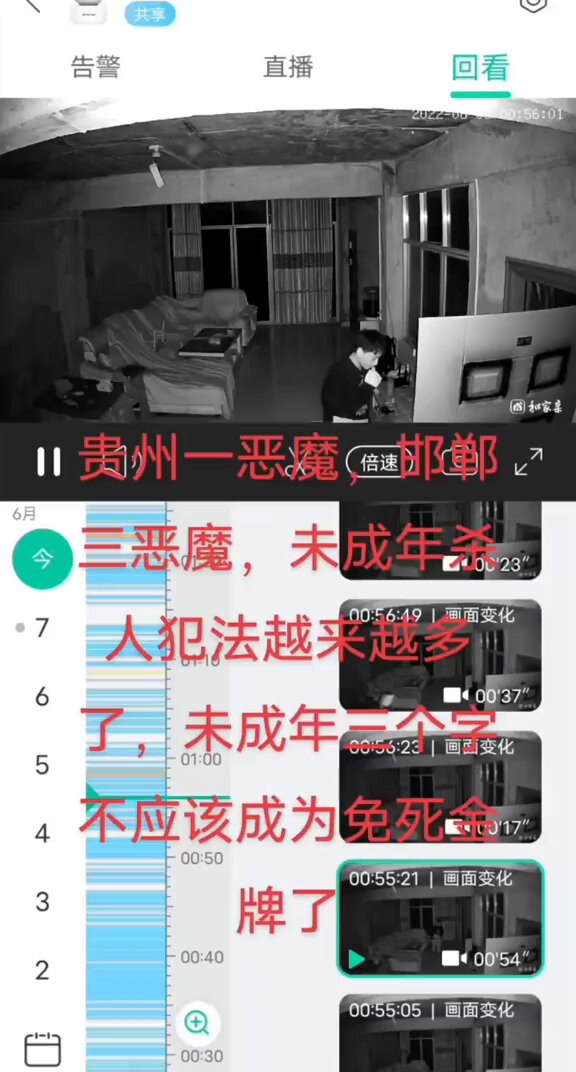 共享
告警
直播
回看
00:56:01
和家亲
倍速
贵州一恶魔，邯郸
三恶魔，未成年杀
人犯法越来越多
了，未成年三个字
不应该成为免死金
牌了
6月
今
7
6
5
4
3
2
01:10
01:00
00:50
00:40
00:30
00'23"
00:56:49 | 画面变化
00'37"
00:56:23 | 画面变化
00'17"
00:55:21 | 画面变化
00'54"
00:55:05 | 画面变化